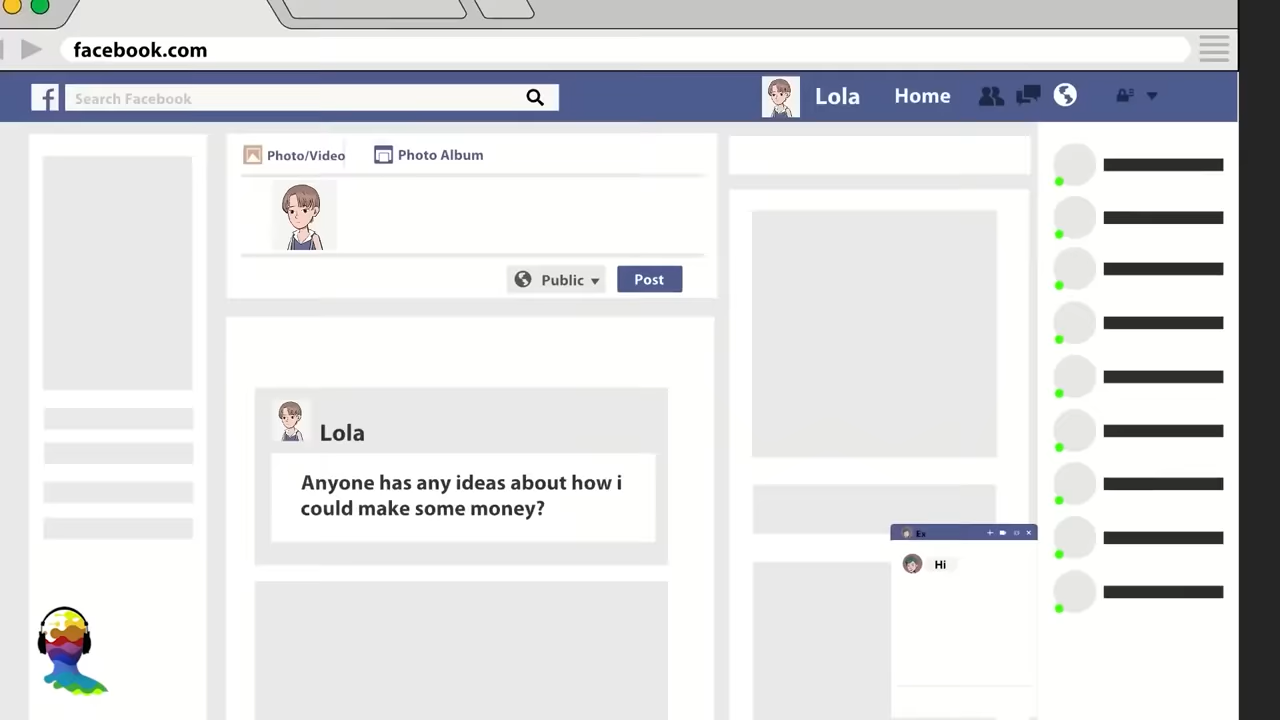 facebook.com
f
Search Facebook
Lola
Home
Photo/Video
Photo Album
Public
Post
Lola
Anyone has any ideas about how i
could make some money?
Ex
Hi